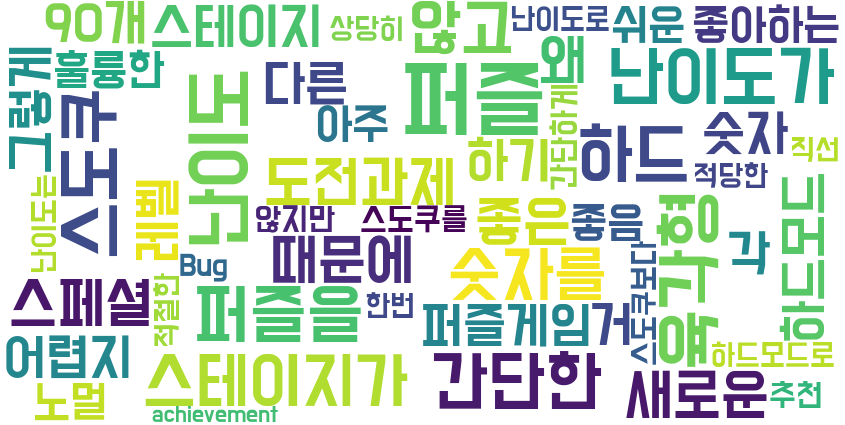 90개
스테이지
상당히
않고
난이도로
쉬운
좋아하는
그렇게
훌륭한
다른
퍼즐
왜
난이도가
스도쿠
난이도
아주
하기
간단하게
하드
숫자
직선
적당한
난이도는
레벨
도전과제
않지만
스도쿠를
좋은
좋음
육각형
각
하드모드
Bug
때문에
숫자를
스도쿠보다
스페셜
적절한
퍼즐을
한번
퍼즐게임
거
어렵지
하드모드로
노멀
스테이지가
간단한
새로운
추천
achievement